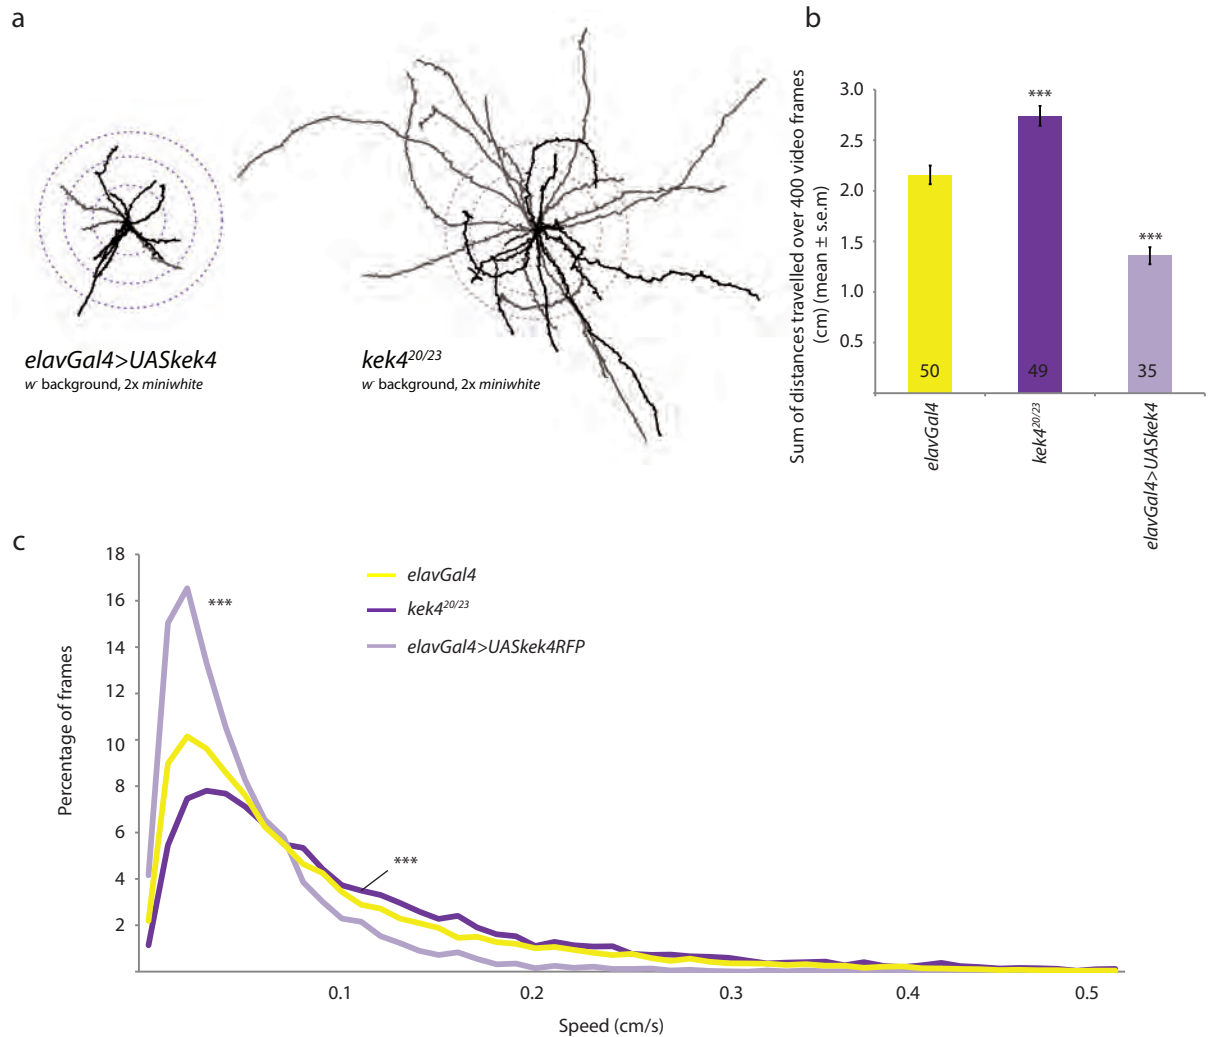 a
elavGal4>UASkek4
w- background, 2x miniwhite
kek4 20/23
w- background, 2x miniwhite
b
Sum of distances travelled over 400 video frames
(cm) (mean ± s.e.m)
3.0
2.5
2.0
1.5
1.0
0.5
***
***
50
49
35
elavGal4
kek4 20/23
elavGal4>UASkek4
c
Percentage of frames
18
16
14
12
10
8
6
4
2
***
***
elavGal4
kek4 20/23
elavGal4>UASkek4RFP
0.1
0.2
0.3
0.4
0.5
Speed (cm/s)